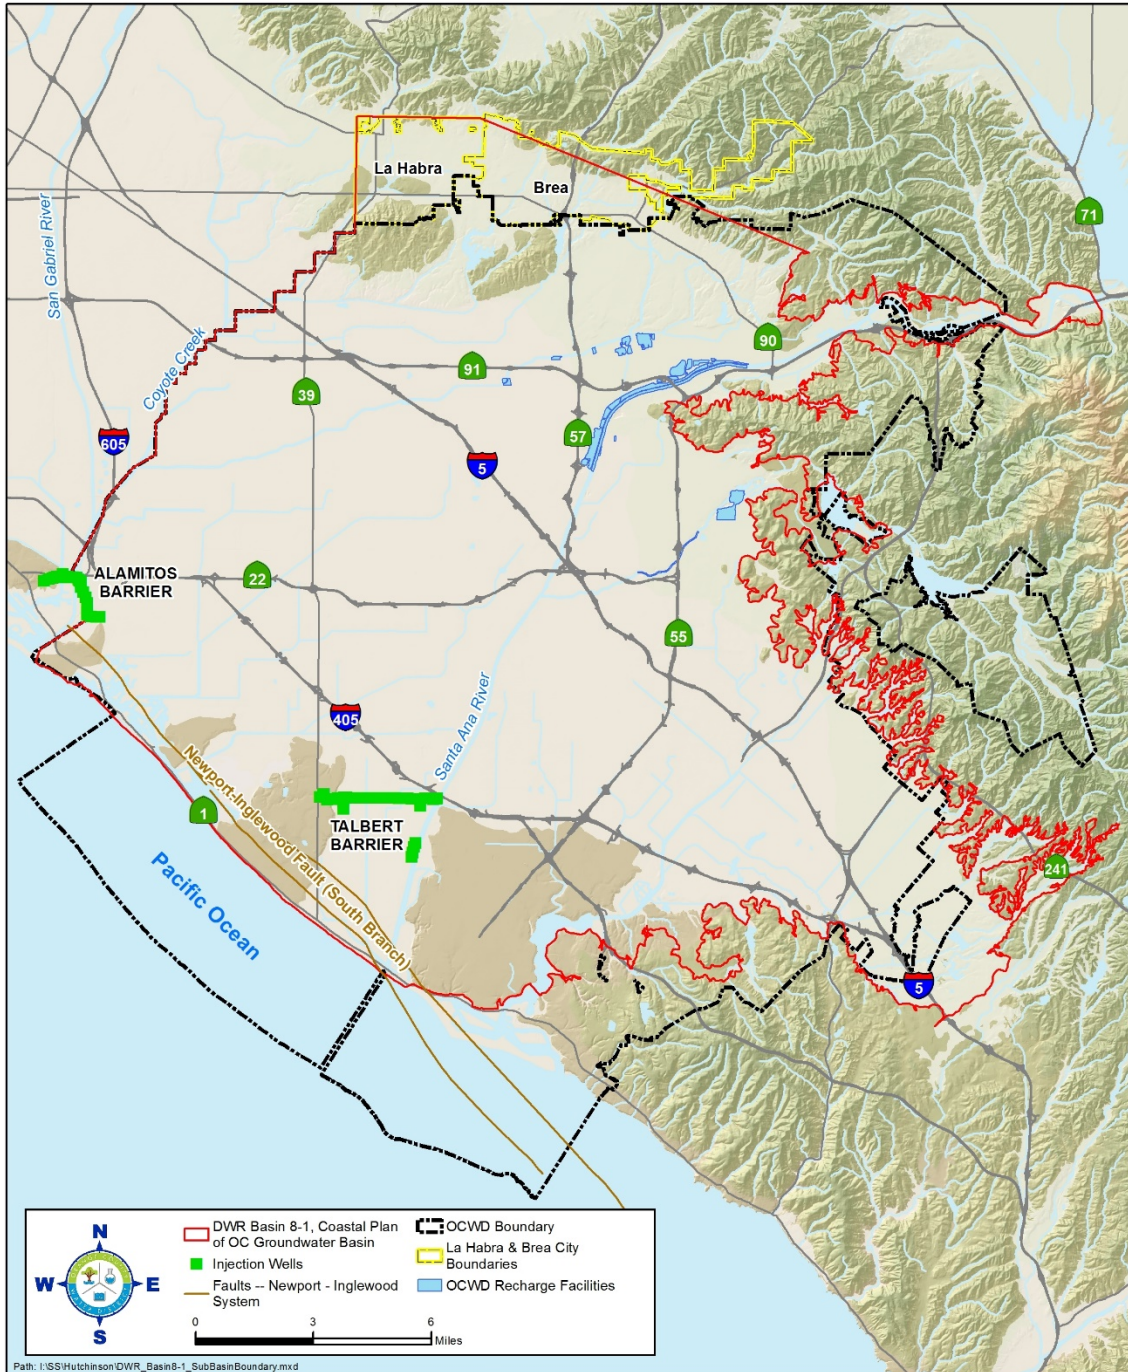 La Habra
Brea
71
San Gabriel River
Coyote Creek
90
91
39
605
57
5
ALAMITOS
BARRIER
22
55
405
Santa Ana River
Newport-Inglewood Fault (South Branch)
1
TALBERT
BARRIER
Pacific Ocean
241
5
N
W
E
S
DWR Basin 8-1, Coastal Plan
of OC Groundwater Basin
Injection Wells
Faults -- Newport - Inglewood
System
OCWD Boundary
La Habra & Brea City
Boundaries
OCWD Recharge Facilities
0 3 6
Miles
Path: I:\SS\Hutchinson\DWR_Basin8-1_SubBasinBoundary.mxd